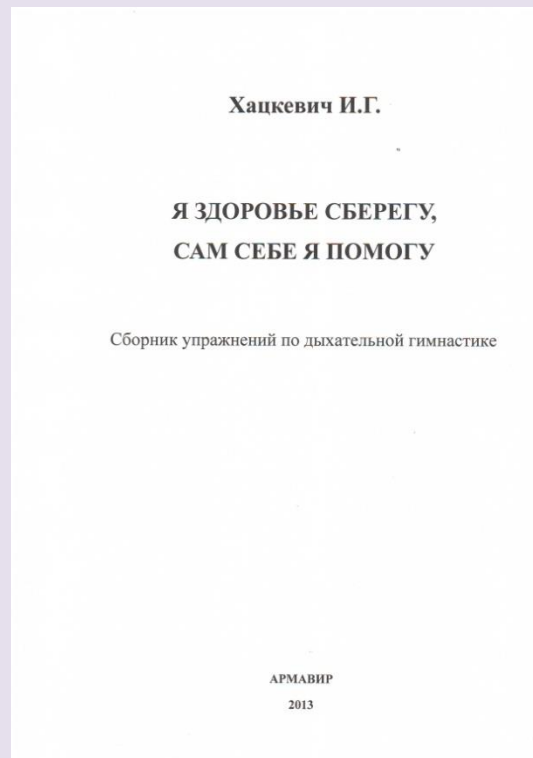 Хацкевич И.Г.
Я ЗДОРОВЬЕ СБЕРЕГУ,
САМ СЕБЕ Я ПОМОГУ
Сборник упражнений по дыхательной гимнастике
АРМАВИР
2013